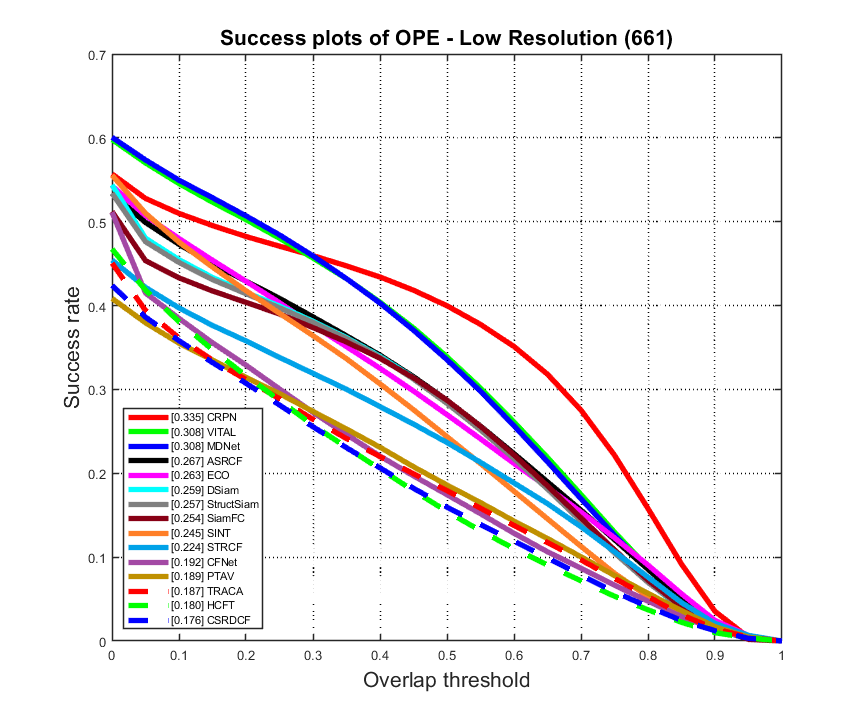 Success plots of OPE - Low Resolution (661)
0.7
0.6
0.5
0.4
0.3
0.2
0.1
0
Success rate
[0.335] CRPN
[0.308] VITAL
[0.308] MDNet
[0.267] ASRCF
[0.263] ECO
[0.259] DSiam
[0.257] StructSiam
[0.254] SiamFC
[0.245] SINT
[0.224] STRCF
[0.192] CFNet
[0.189] PTAV
[0.187] TRACA
[0.180] HCFT
[0.176] CSRDCF
0 0.1 0.2 0.3 0.4 0.5 0.6 0.7 0.8 0.9 1
Overlap threshold